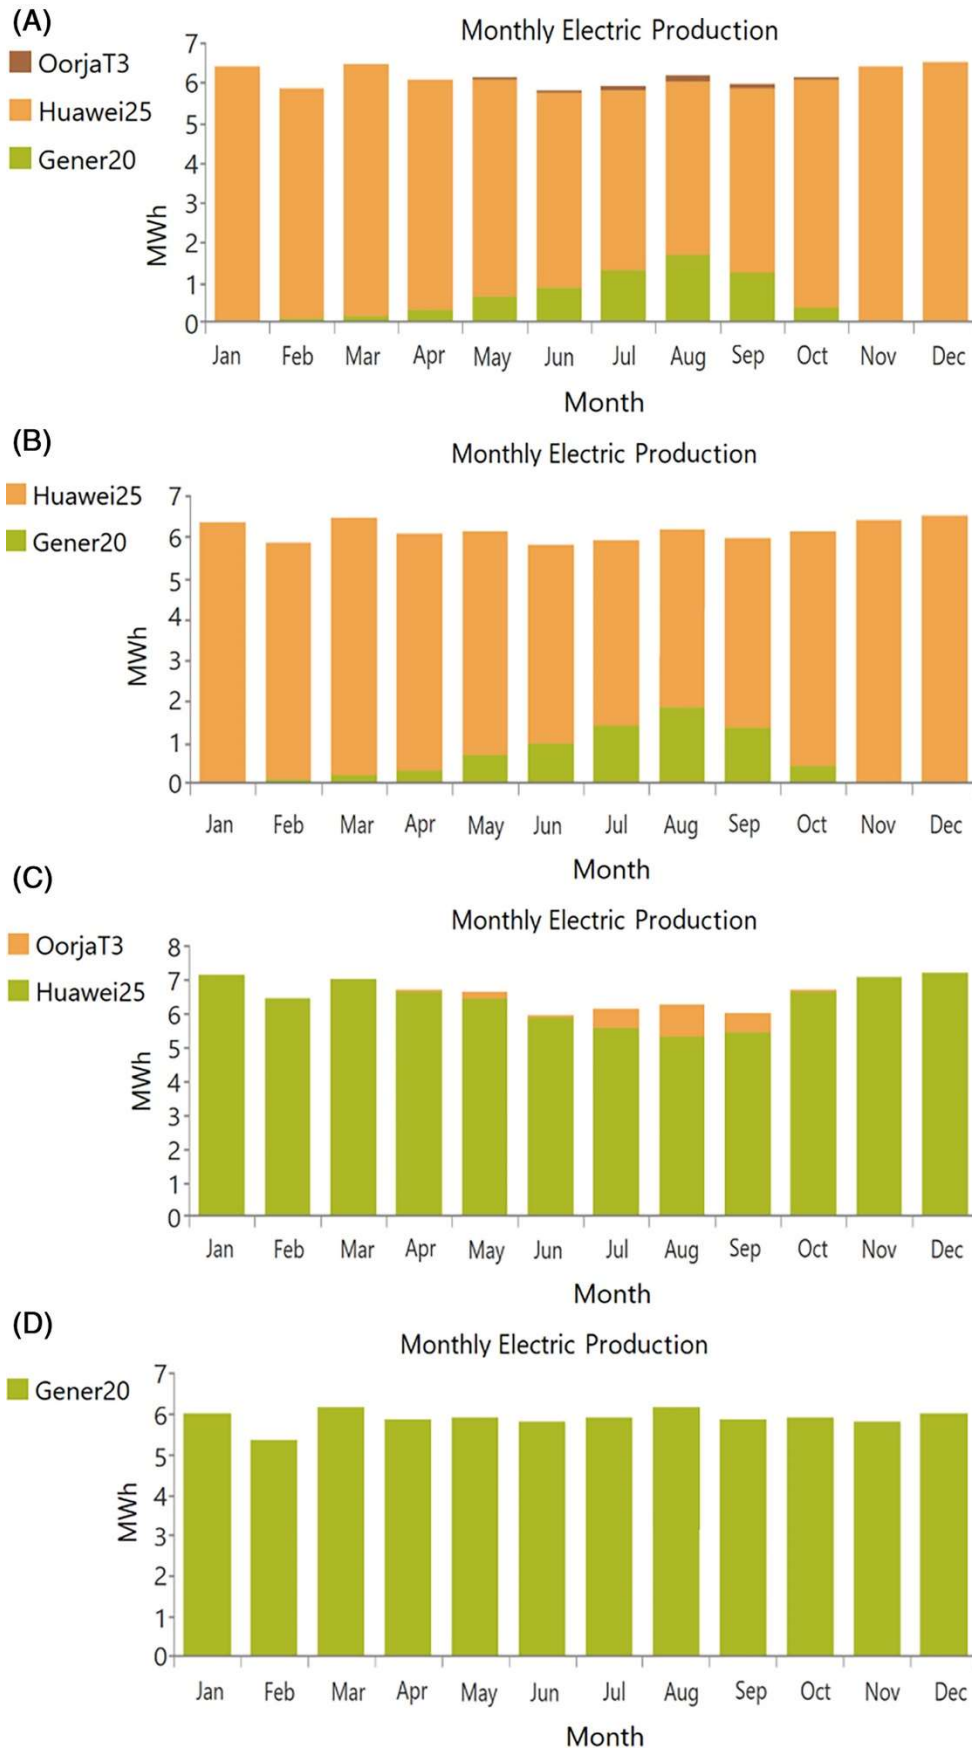 (A)
Monthly Electric Production
OorjaT3
Huawei25
Gener20
7
6
5
4
3
2
1
0
MWh
Jan Feb Mar Apr May Jun Jul Aug Sep Oct Nov Dec
Month
(B)
Monthly Electric Production
Huawei25
Gener20
7
6
5
4
3
2
1
0
MWh
Jan Feb Mar Apr May Jun Jul Aug Sep Oct Nov Dec
Month
(C)
Monthly Electric Production
OorjaT3
Huawei25
8
7
6
5
4
3
2
1
0
MWh
Jan Feb Mar Apr May Jun Jul Aug Sep Oct Nov Dec
Month
(D)
Monthly Electric Production
Gener20
7
6
5
4
3
2
1
0
MWh
Jan Feb Mar Apr May Jun Jul Aug Sep Oct Nov Dec
Month